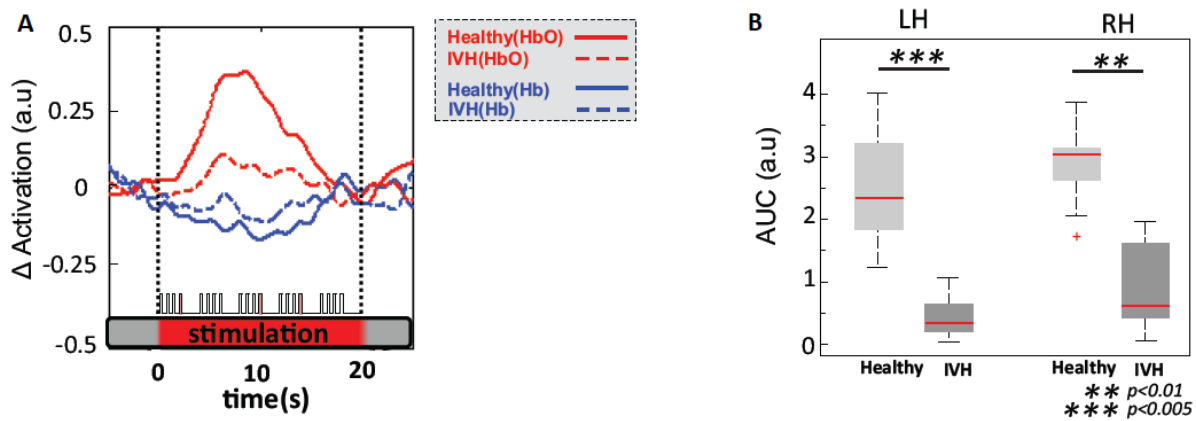 A
0.5
0.25
0
-0.25
-0.5
Δ Activation (a.u)
stimulation
0 10 20
time(s)
Healthy(HbO)
IVH(HbO)
Healthy(Hb)
IVH(Hb)
B
LH RH
*** **
4
3
2
1
0
AUC (a.u)
Healthy IVH Healthy IVH
** p<0.01
*** p<0.005